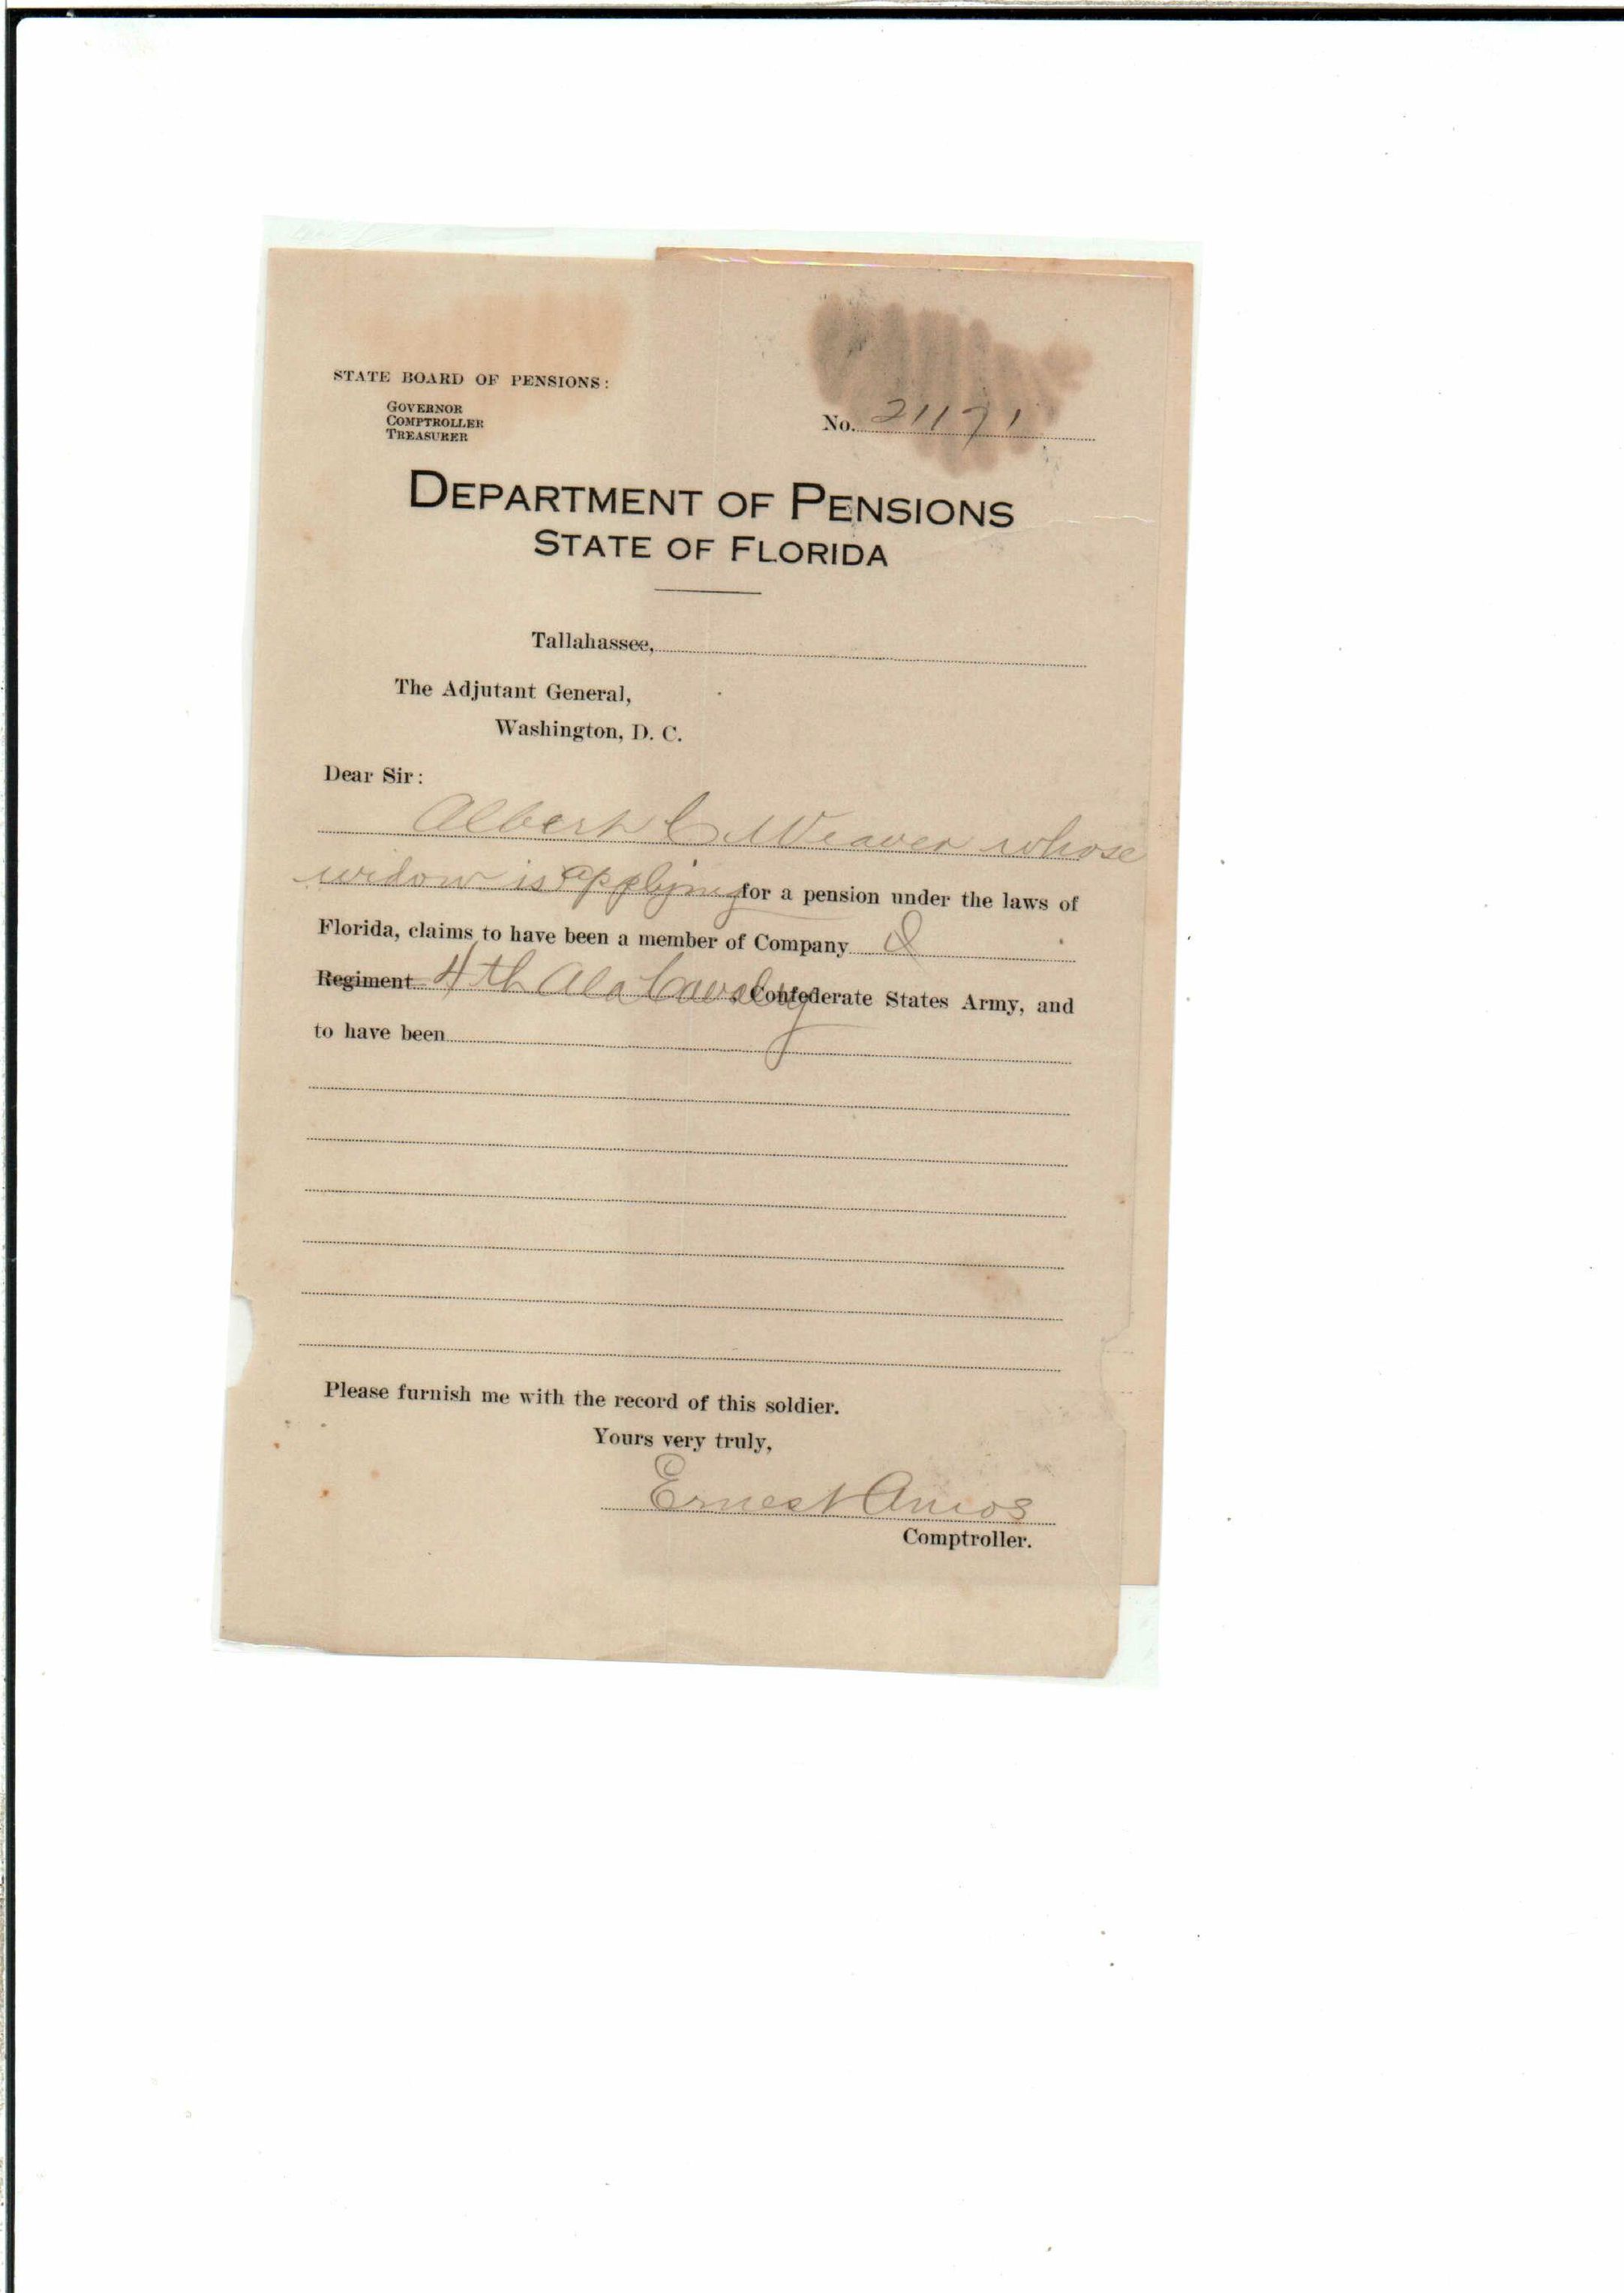 STATE BOARD OF PENSIONS:
GOVERNOR
COMPTROLLER
TREASURER
No. 21171
DEPARTMENT OF PENSIONS
STATE OF FLORIDA
Tallahassee,
The Adjutant General,
Washington, D. C.
Dear Sir:
Albert C Weaver whose
widow is applying for a pension under the laws of
Florida, claims to have been a member of Company
Regiment 4th Ala Cavalry Confederate States Army, and
to have been
Please furnish me with the record of this soldier.
Yours very truly,
Ernest Amos
Comptroller.